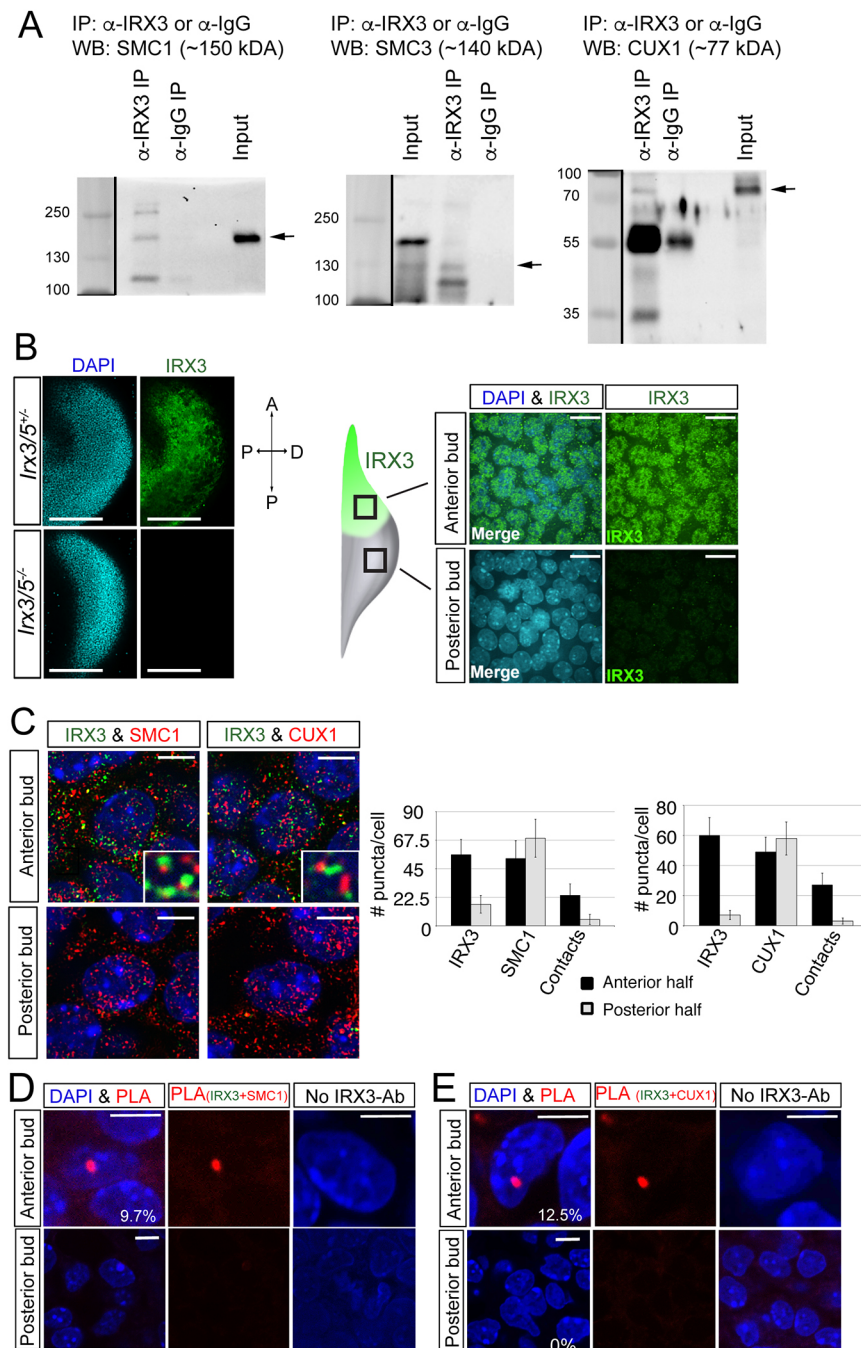 A
IP: α-IRX3 or α-IgG
WB: SMC1 (~150 kDA)
α-IRX3 IP
α-IgG IP
Input
250
130
100
IP: α-IRX3 or α-IgG
WB: SMC3 (~140 kDA)
Input
α-IRX3 IP
α-IgG IP
250
130
100
IP: α-IRX3 or α-IgG
WB: CUX1 (~77 kDA)
α-IRX3 IP
α-IgG IP
Input
100
70
55
35
B
DAPI
IRX3
Irx3/5+/-
Irx3/5-/-
A
P
D
P
IRX3
DAPI & IRX3
IRX3
Anterior bud
Merge
IRX3
Posterior bud
Merge
IRX3
C
IRX3 & SMC1
IRX3 & CUX1
Anterior bud
Posterior bud
# puncta/cell
90
67.5
45
22.5
0
IRX3
SMC1
Contacts
# puncta/cell
80
60
40
20
0
IRX3
CUX1
Contacts
Anterior half
Posterior half
D
DAPI & PLA
PLA(IRX3+SMC1)
No IRX3-Ab
Anterior bud
9.7%
Posterior bud
E
DAPI & PLA
PLA (IRX3+CUX1)
No IRX3-Ab
Anterior bud
12.5%
Posterior bud
0%